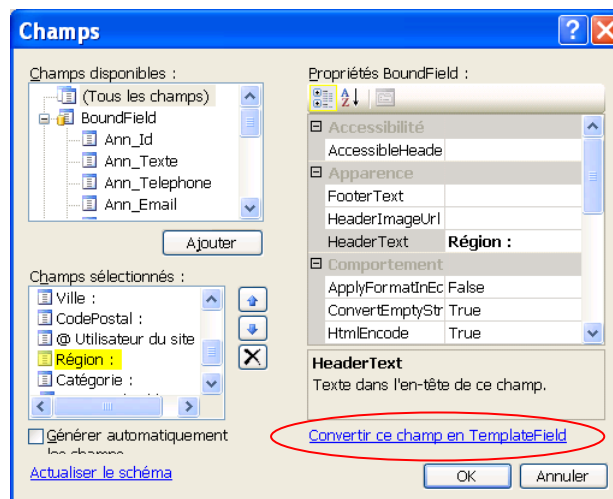 Champs
Champs disponibles :
(Tous les champs)
BoundField
Ann_Id
Ann_Texte
Ann_Telephone
Ann_Email
Ajouter
Champs sélectionnés :
Ville :
CodePostal :
@ Utilisateur du site
Région :
Catégorie :
Générer automatiquement
les champs
Actualiser le schéma
Propriétés BoundField :
Accessibilité
AccessibleHeade
Apparence
FooterText
HeaderImageUrl
HeaderText Région :
Comportement
ApplyFormatInEc False
ConvertEmptyStr True
HtmlEncode True
HeaderText
Texte dans l'en-tête de ce champ.
Convertir ce champ en TemplateField
OK Annuler